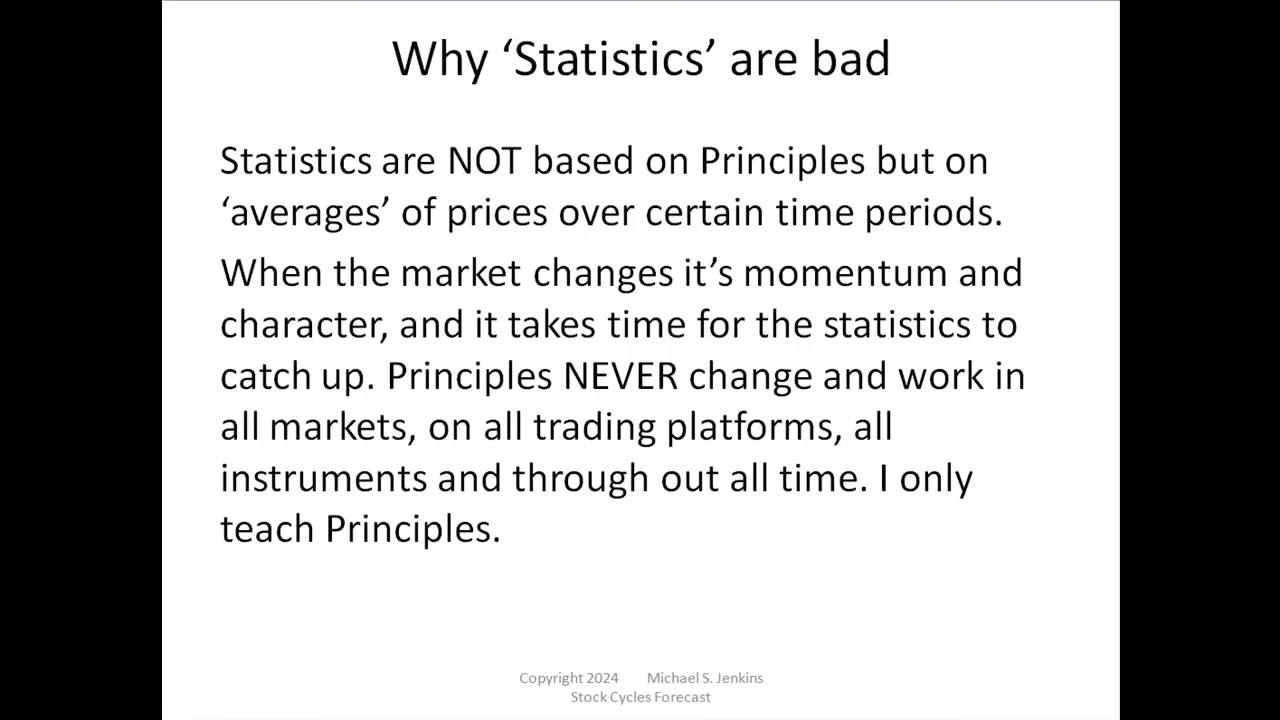 Why ‘Statistics’ are bad
Statistics are NOT based on Principles but on
‘averages’ of prices over certain time periods.
When the market changes it’s momentum and
character, and it takes time for the statistics to
catch up. Principles NEVER change and work in
all markets, on all trading platforms, all
instruments and through out all time. I only
teach Principles.
Copyright 2024 Michael S. Jenkins
Stock Cycles Forecast